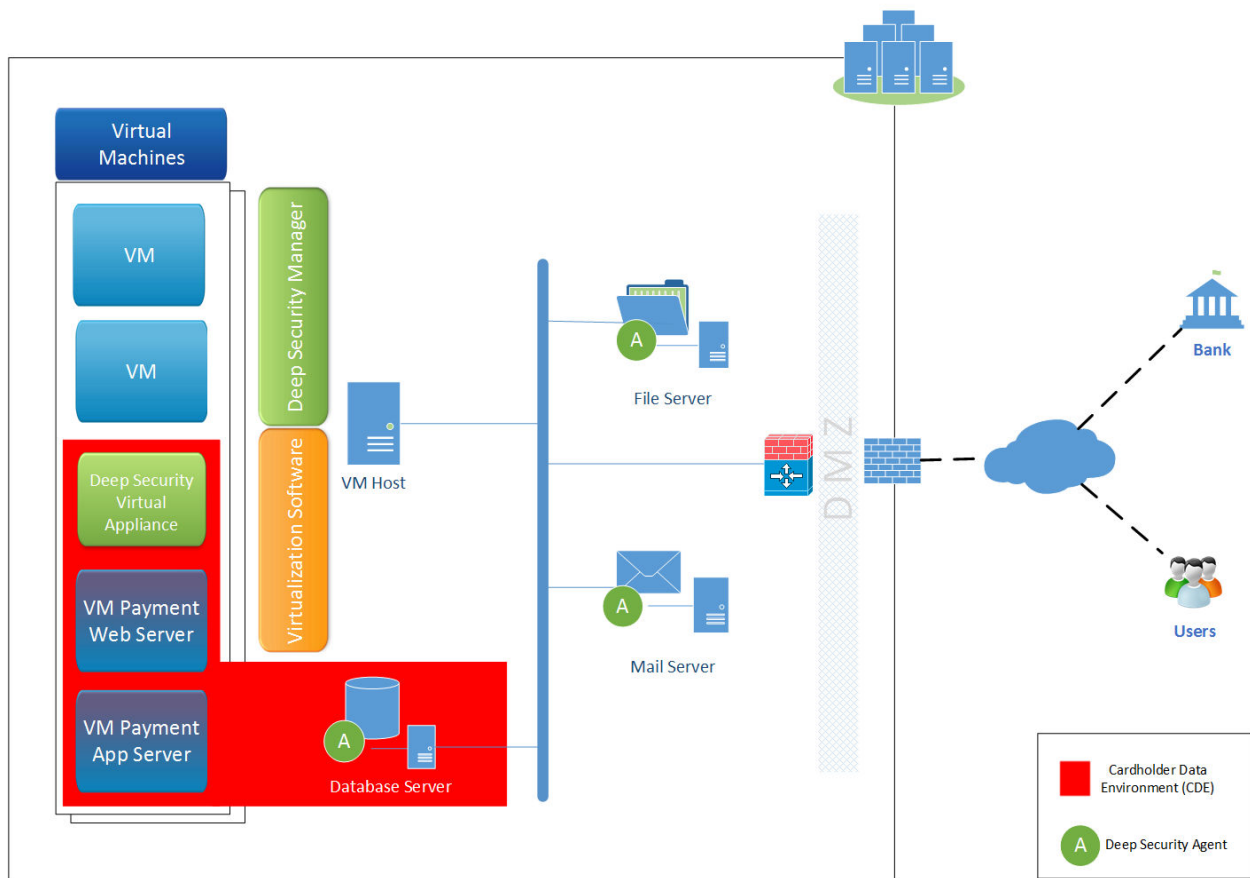 Virtual
Machines
VM
VM
Deep Security
Virtual
Appliance
VM Payment
Web Server
VM Payment
App Server
Deep Security Manager
Virtualization Software
VM Host
A
File Server
A
Mail Server
A
Database Server
DMZ
Bank
Users
Cardholder Data
Environment (CDE)
A
Deep Security Agent